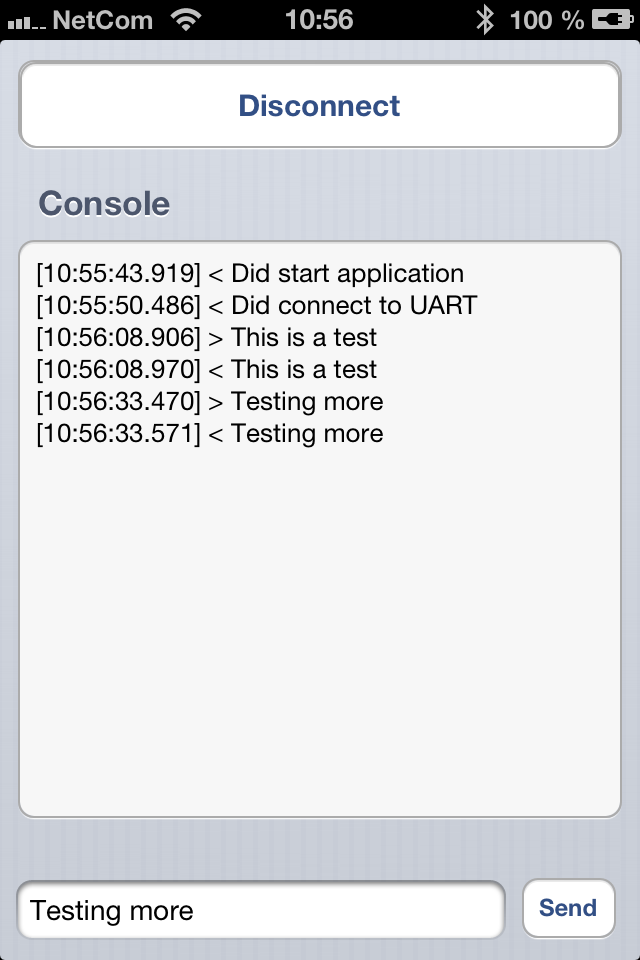 NetCom 10:56 100 %
Disconnect
Console
[10:55:43.919] < Did start application
[10:55:50.486] < Did connect to UART
[10:56:08.906] > This is a test
[10:56:08.970] < This is a test
[10:56:33.470] > Testing more
[10:56:33.571] < Testing more
Testing more Send